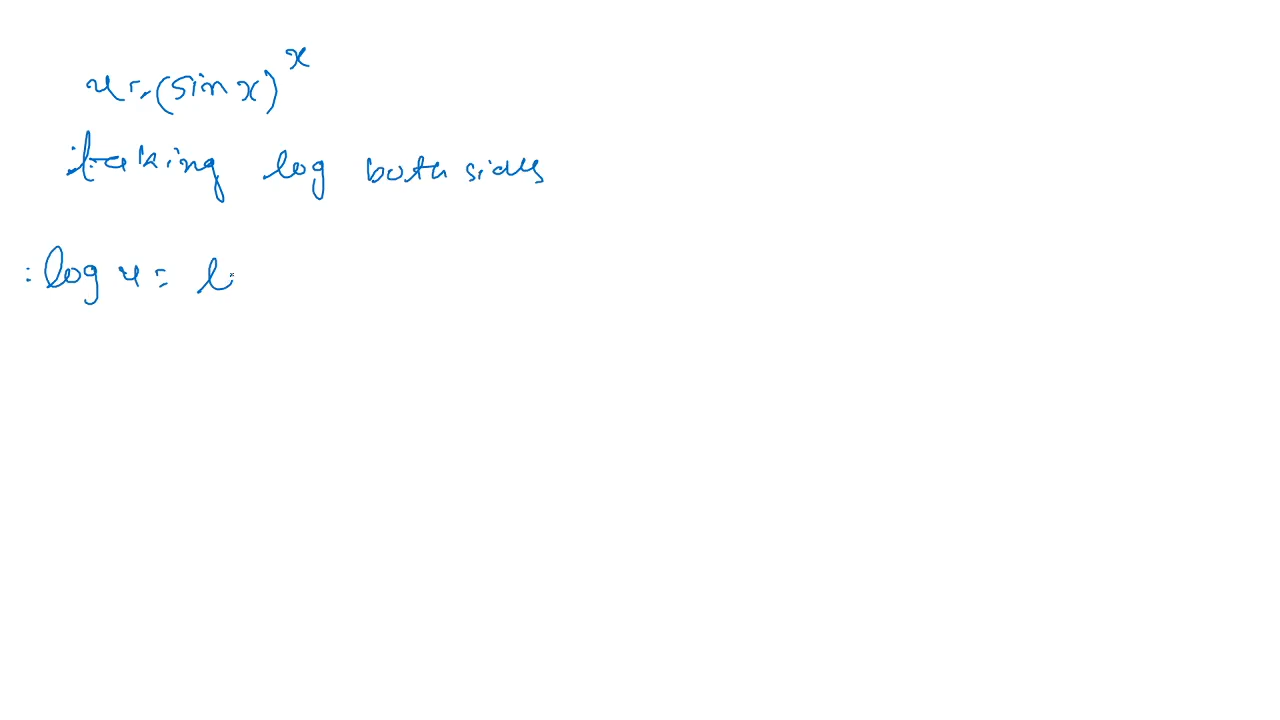 u = (sin x)^x
taking log both sides
: log u = l